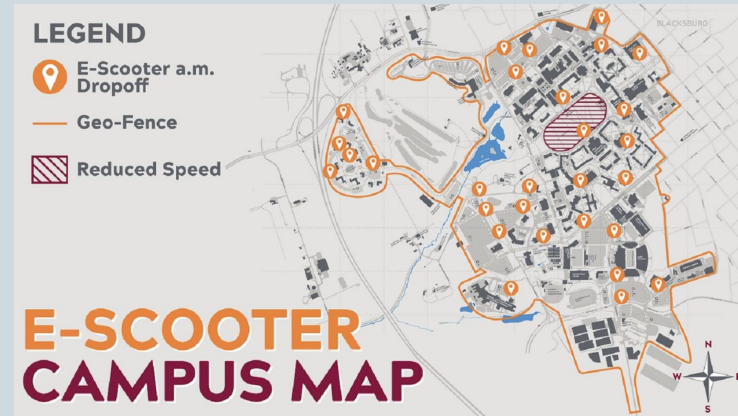 LEGEND
E-Scooter a.m.
Dropoff
Geo-Fence
Reduced Speed
BLACKSBURG
E-SCOOTER
CAMPUS MAP
N
W
S